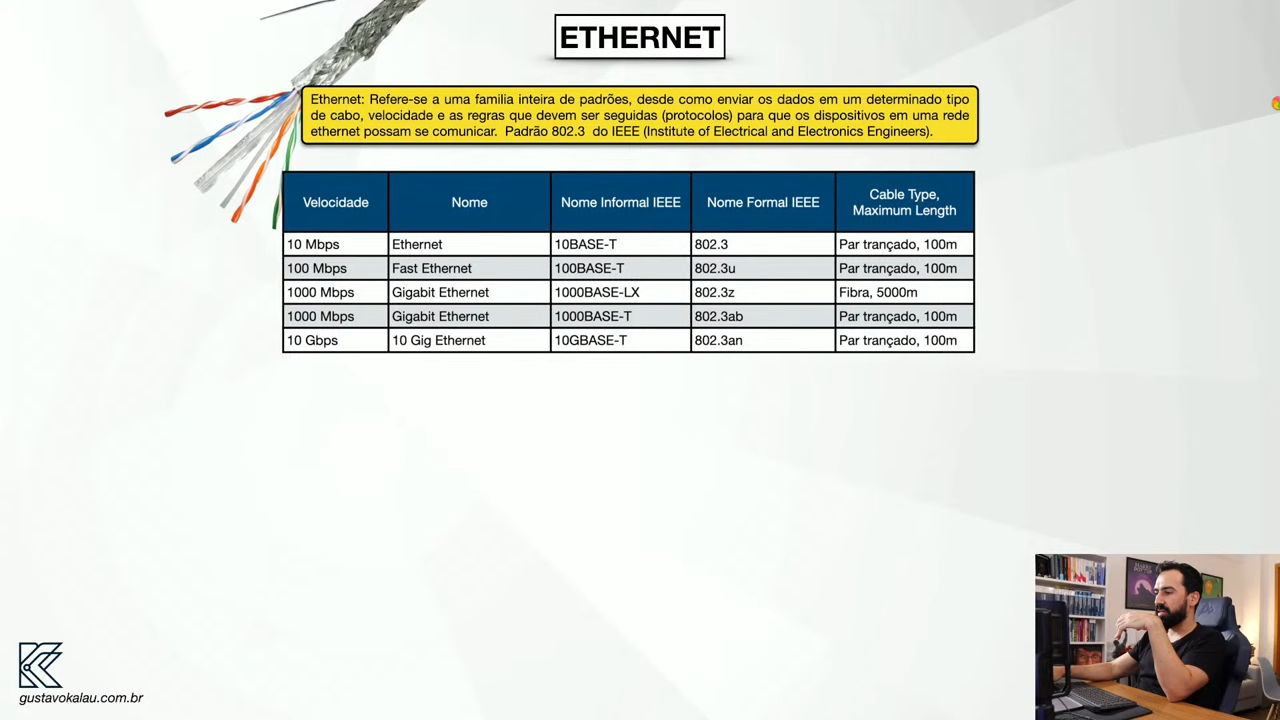 ETHERNET
Ethernet: Refere-se a uma familia inteira de padrões, desde como enviar os dados em um determinado tipo
de cabo, velocidade e as regras que devem ser seguidas (protocolos) para que os dispositivos em uma rede
ethernet possam se comunicar. Padrão 802.3 do IEEE (Institute of Electrical and Electronics Engineers).
Velocidade Nome Nome Informal IEEE Nome Formal IEEE Cable Type,
Maximum Length
10 Mbps Ethernet 10BASE-T 802.3 Par trançado, 100m
100 Mbps Fast Ethernet 100BASE-T 802.3u Par trançado, 100m
1000 Mbps Gigabit Ethernet 1000BASE-LX 802.3z Fibra, 5000m
1000 Mbps Gigabit Ethernet 1000BASE-T 802.3ab Par trançado, 100m
10 Gbps 10 Gig Ethernet 10GBASE-T 802.3an Par trançado, 100m
gustavokalau.com.br